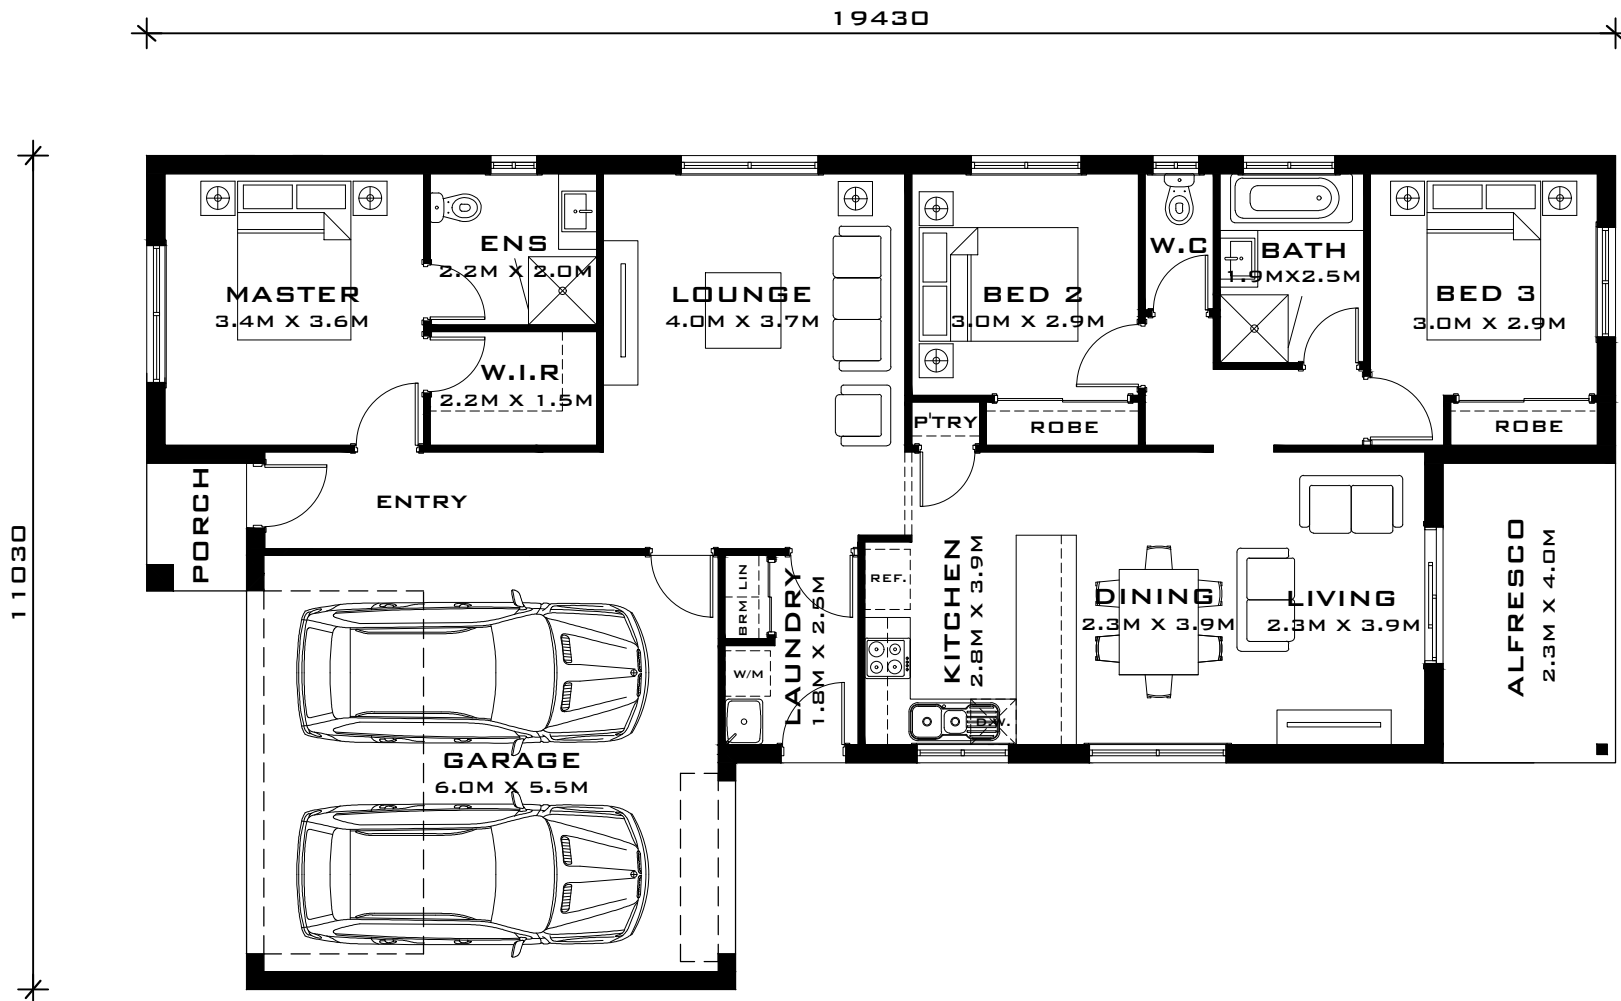 19430
11030
MASTER
3.4M X 3.6M
ENS
2.2M X 2.0M
W.I.R
2.2M X 1.5M
LOUNGE
4.0M X 3.7M
BED 2
3.0M X 2.9M
W.C
BATH
1.9MX2.5M
BED 3
3.0M X 2.9M
P'TRY
ROBE
ROBE
PORCH
ENTRY
LIN
BRM
W/M
LAUNDRY
1.8M X 2.5M
REF.
KITCHEN
2.8M X 3.9M
D.W.
DINING
2.3M X 3.9M
LIVING
2.3M X 3.9M
ALFRESCO
2.3M X 4.0M
GARAGE
6.0M X 5.5M